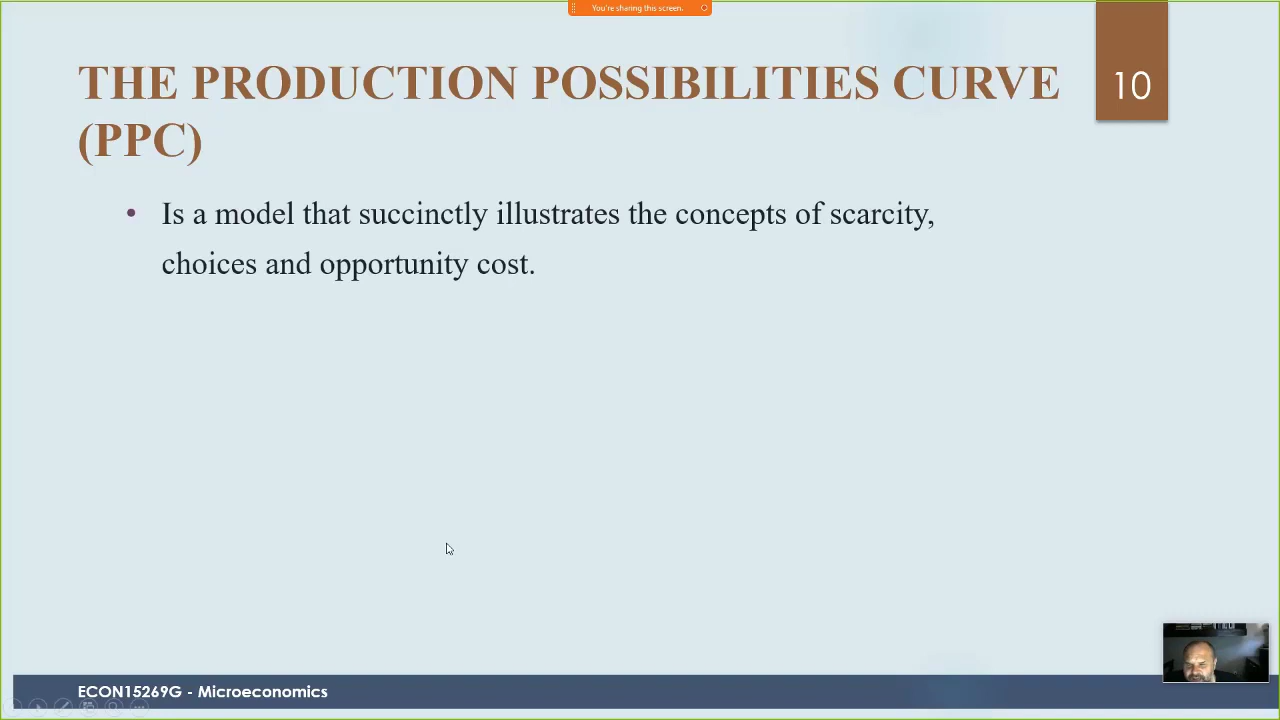 You're sharing this screen.
THE PRODUCTION POSSIBILITIES CURVE
(PPC)
10
• Is a model that succinctly illustrates the concepts of scarcity,
choices and opportunity cost.
ECON15269G - Microeconomics